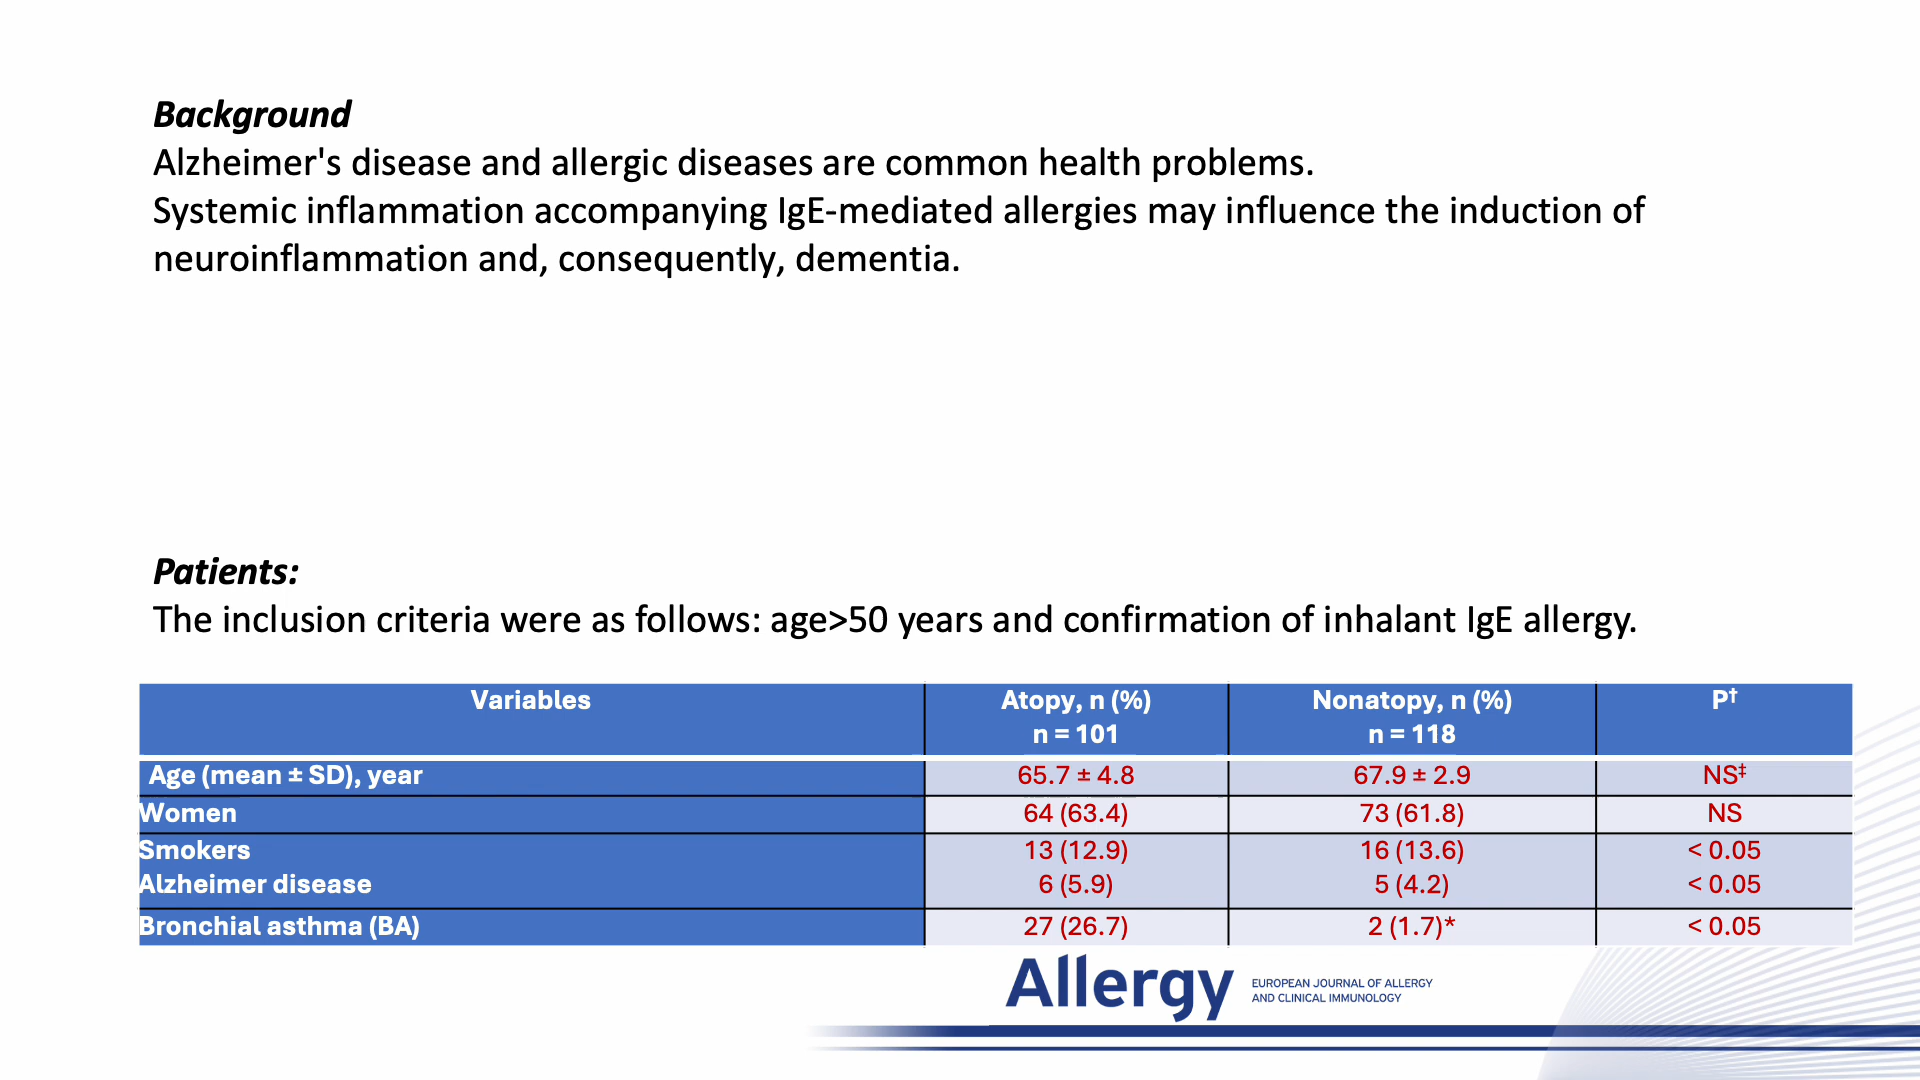 Background
Alzheimer's disease and allergic diseases are common health problems.
Systemic inflammation accompanying IgE-mediated allergies may influence the induction of
neuroinflammation and, consequently, dementia.
Patients:
The inclusion criteria were as follows: age>50 years and confirmation of inhalant IgE allergy.
Variables Atopy, n (%) Nonatopy, n (%) P†
n = 101 n = 118
Age (mean ± SD), year 65.7 ± 4.8 67.9 ± 2.9 NS‡
Women 64 (63.4) 73 (61.8) NS
Smokers 13 (12.9) 16 (13.6) < 0.05
Alzheimer disease 6 (5.9) 5 (4.2) < 0.05
Bronchial asthma (BA) 27 (26.7) 2 (1.7)* < 0.05
Allergy EUROPEAN JOURNAL OF ALLERGY
AND CLINICAL IMMUNOLOGY